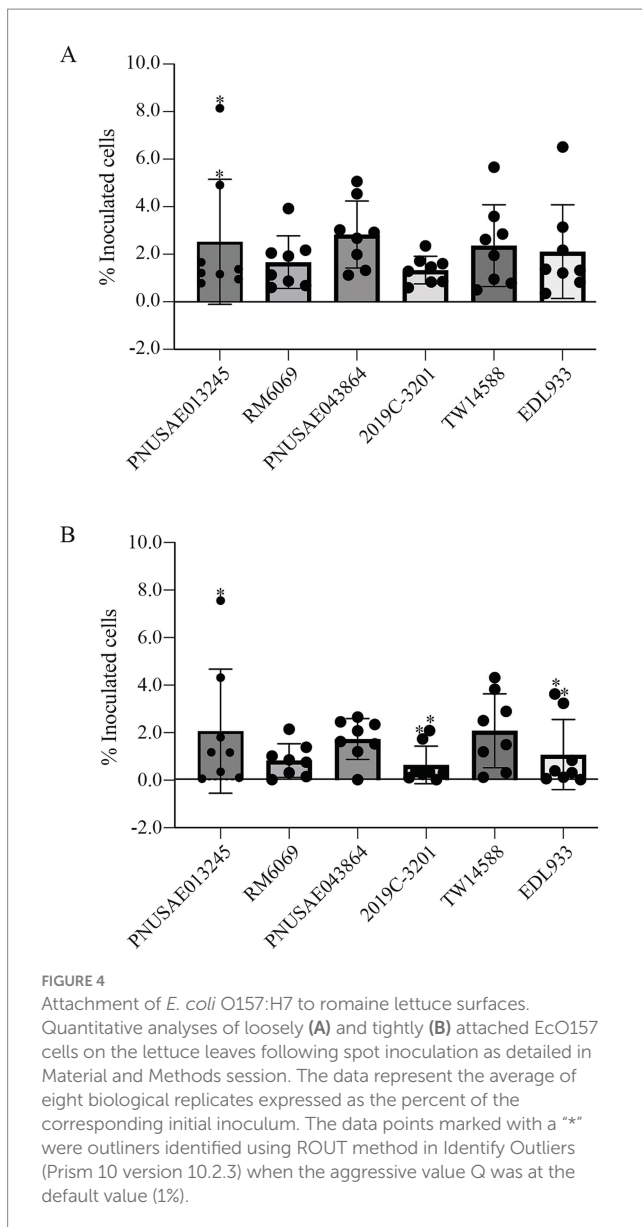 A
10.0
8.0
6.0
4.0
2.0
0.0
-2.0
% Inoculated cells
*
*
PNUSAE013245
RM6069
PNUSAE043864
2019C-3201
TW14588
EDL933
B
10.0
8.0
6.0
4.0
2.0
0.0
-2.0
% Inoculated cells
*
* *
* *
PNUSAE013245
RM6069
PNUSAE043864
2019C-3201
TW14588
EDL933
FIGURE 4
Attachment of E. coli O157:H7 to romaine lettuce surfaces.
Quantitative analyses of loosely (A) and tightly (B) attached EcO157
cells on the lettuce leaves following spot inoculation as detailed in
Material and Methods session. The data represent the average of
eight biological replicates expressed as the percent of the
corresponding initial inoculum. The data points marked with a “*”
were outliners identified using ROUT method in Identify Outliers
(Prism 10 version 10.2.3) when the aggressive value Q was at the
default value (1%).